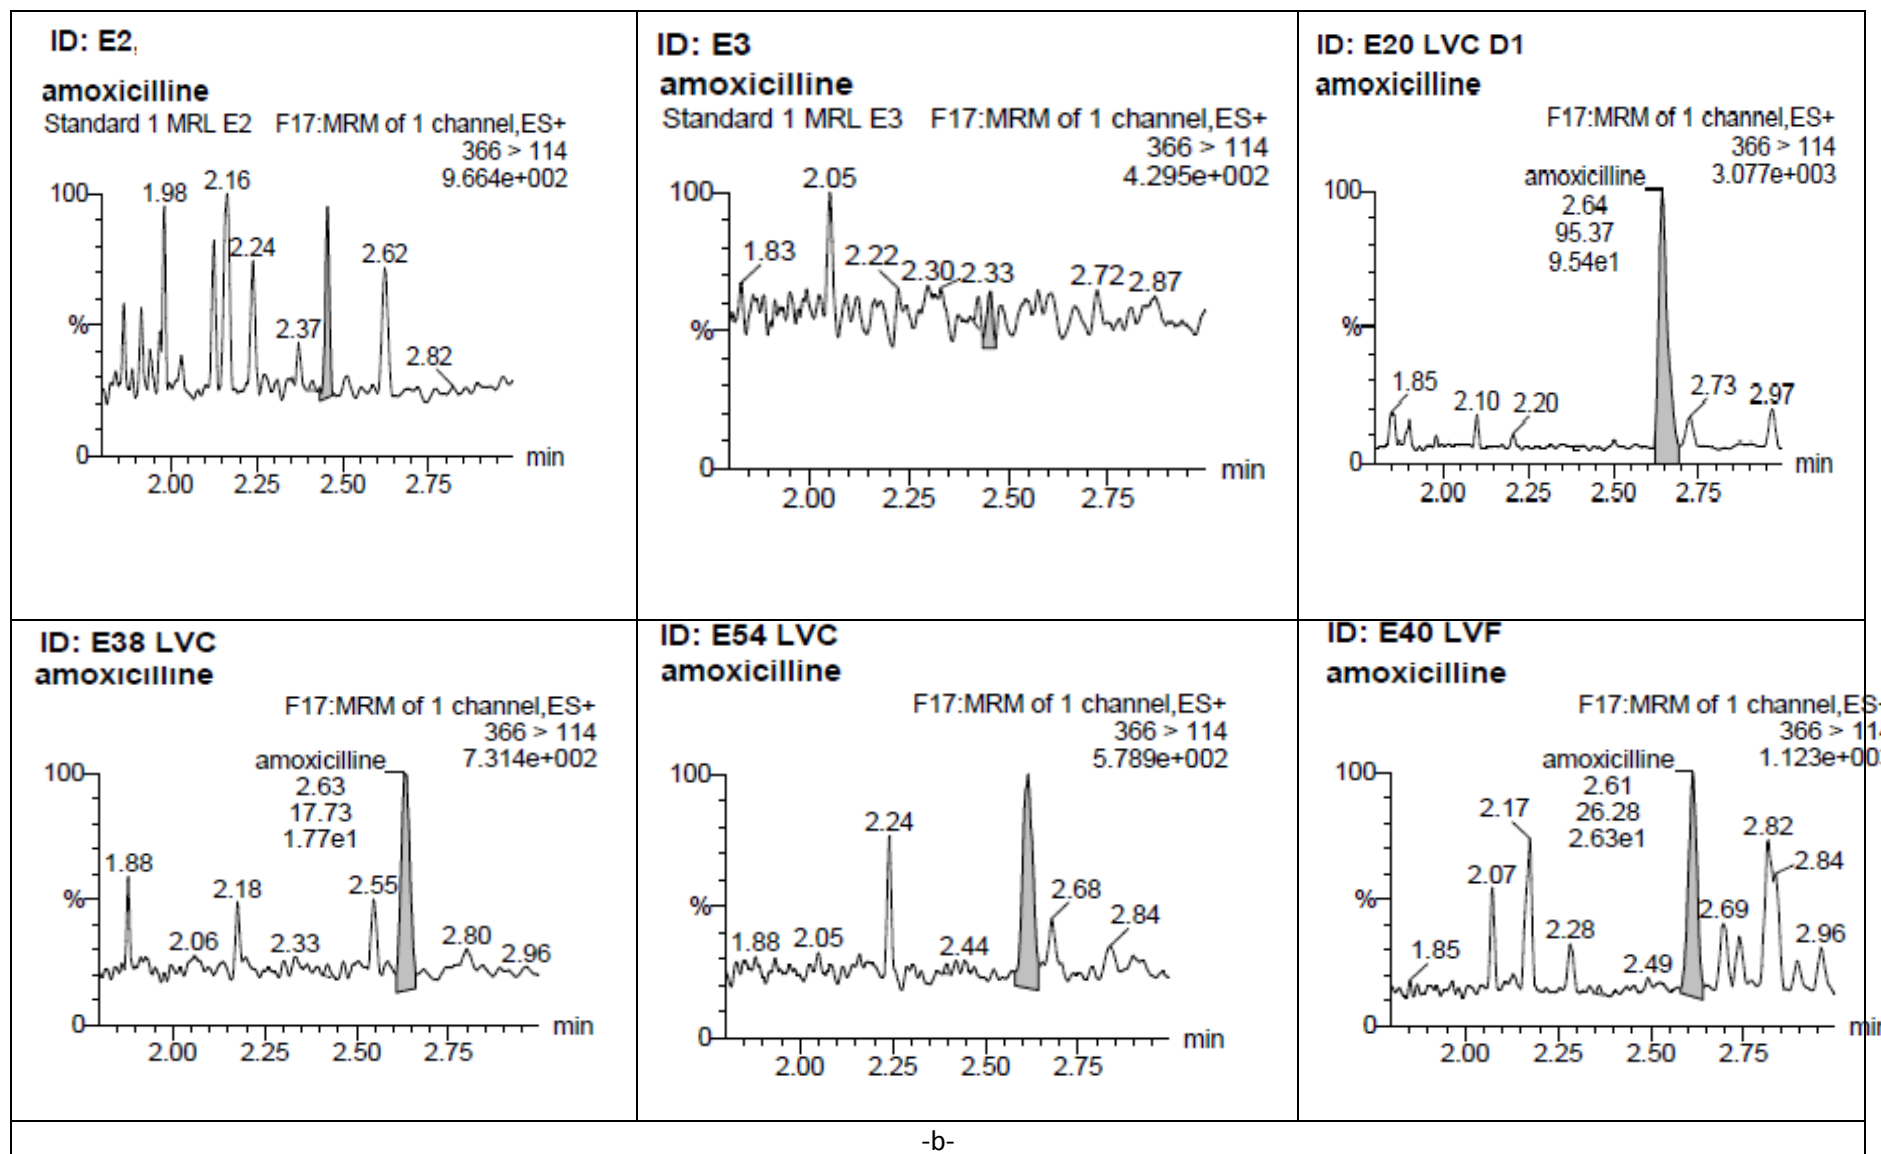 ID: E2,
amoxicilline
Standard 1 MRL E2 F17:MRM of 1 channel,ES+
366 > 114
9.664e+002
100
1.98
2.16
2.24
2.37
2.62
2.82
%
0
min
2.00 2.25 2.50 2.75
ID: E3
amoxicilline
Standard 1 MRL E3 F17:MRM of 1 channel,ES+
366 > 114
4.295e+002
100
2.05
1.83
2.22
2.30
2.33
2.72
2.87
%
0
min
2.00 2.25 2.50 2.75
ID: E20 LVC D1
amoxicilline
F17:MRM of 1 channel,ES+
366 > 114
3.077e+003
amoxicilline
2.64
95.37
9.54e1
100
1.85
2.10
2.20
2.73
2.97
%
0
min
2.00 2.25 2.50 2.75
ID: E38 LVC
amoxicilline
F17:MRM of 1 channel,ES+
366 > 114
7.314e+002
amoxicilline
2.63
17.73
1.77e1
100
1.88
2.06
2.18
2.33
2.55
2.80
2.96
%
0
min
2.00 2.25 2.50 2.75
ID: E54 LVC
amoxicilline
F17:MRM of 1 channel,ES+
366 > 114
5.789e+002
100
1.88
2.05
2.24
2.44
2.68
2.84
%
0
min
2.00 2.25 2.50 2.75
ID: E40 LVF
amoxicilline
F17:MRM of 1 channel,ES+
366 > 114
1.123e+00
amoxicilline
2.61
26.28
2.63e1
100
1.85
2.07
2.17
2.28
2.49
2.69
2.82
2.84
2.96
%
0
min
2.00 2.25 2.50 2.75
-b-